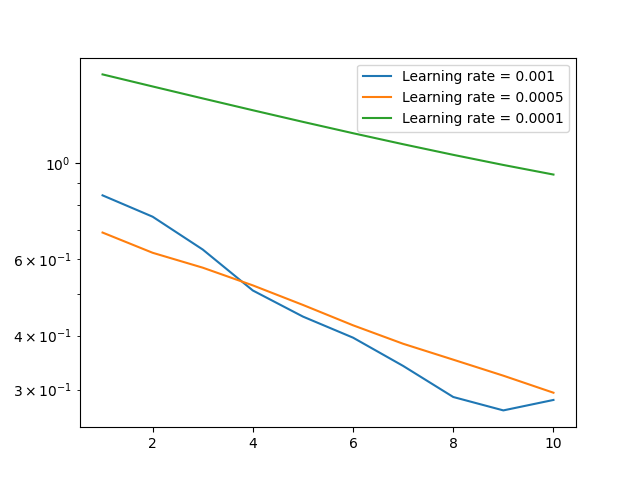 Learning rate = 0.001
Learning rate = 0.0005
Learning rate = 0.0001
10⁰
6 × 10⁻¹
4 × 10⁻¹
3 × 10⁻¹
2 4 6 8 10